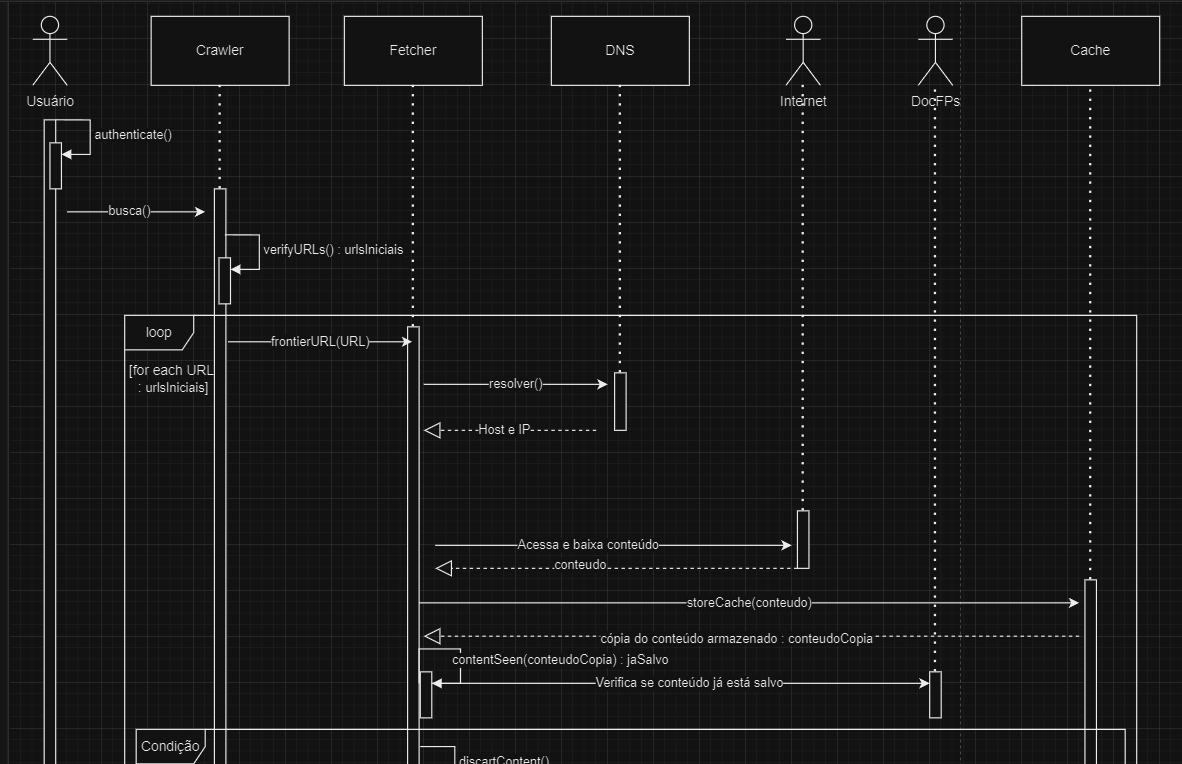 Crawler
Fetcher
DNS
Cache
Usuário
Internet
DocFPs
authenticate()
busca()
verifyURLs() : urlsIniciais
loop
frontierURL(URL)
[for each URL
: urlsIniciais]
resolver()
Host e IP
Acessa e baixa conteúdo
conteudo
storeCache(conteudo)
cópia do conteúdo armazenado : conteudoCopia
contentSeen(conteudoCopia) : jaSalvo
Verifica se conteúdo já está salvo
Condição
discartContent()